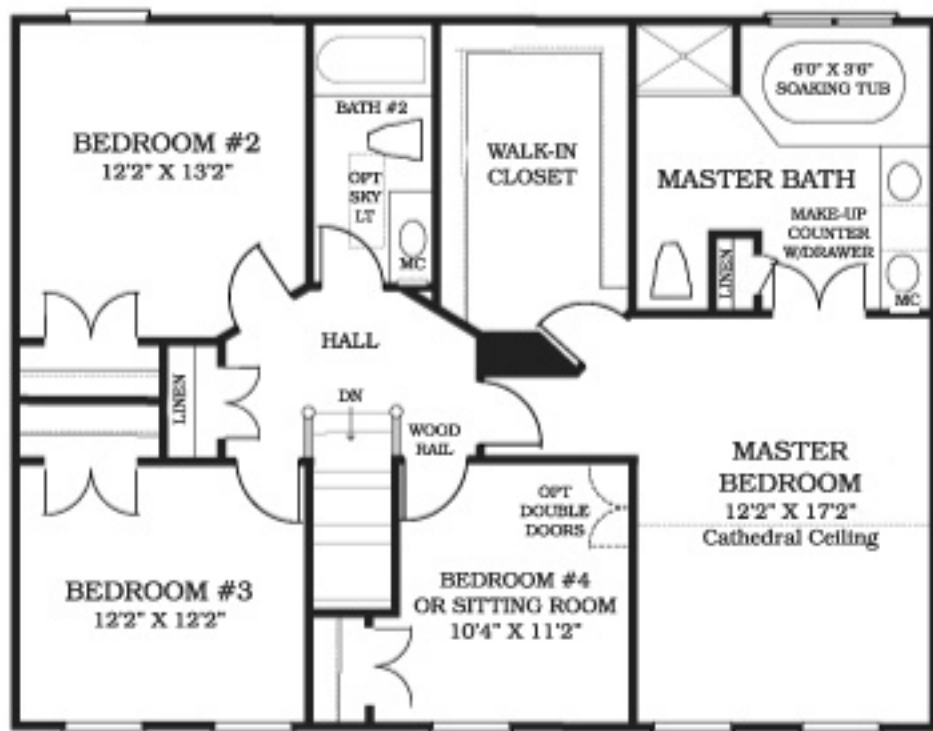 BEDROOM #2
12'2" X 13'2"
BATH #2
OPT
SKY
LT
MC
WALK-IN
CLOSET
6'0" X 3'6"
SOAKING TUB
MASTER BATH
MAKE-UP
COUNTER
W/DRAWER
LINEN
MC
HALL
LINEN
DN
WOOD
RAIL
MASTER
BEDROOM
12'2" X 17'2"
Cathedral Ceiling
OPT
DOUBLE
DOORS
BEDROOM #3
12'2" X 12'2"
BEDROOM #4
OR SITTING ROOM
10'4" X 11'2"